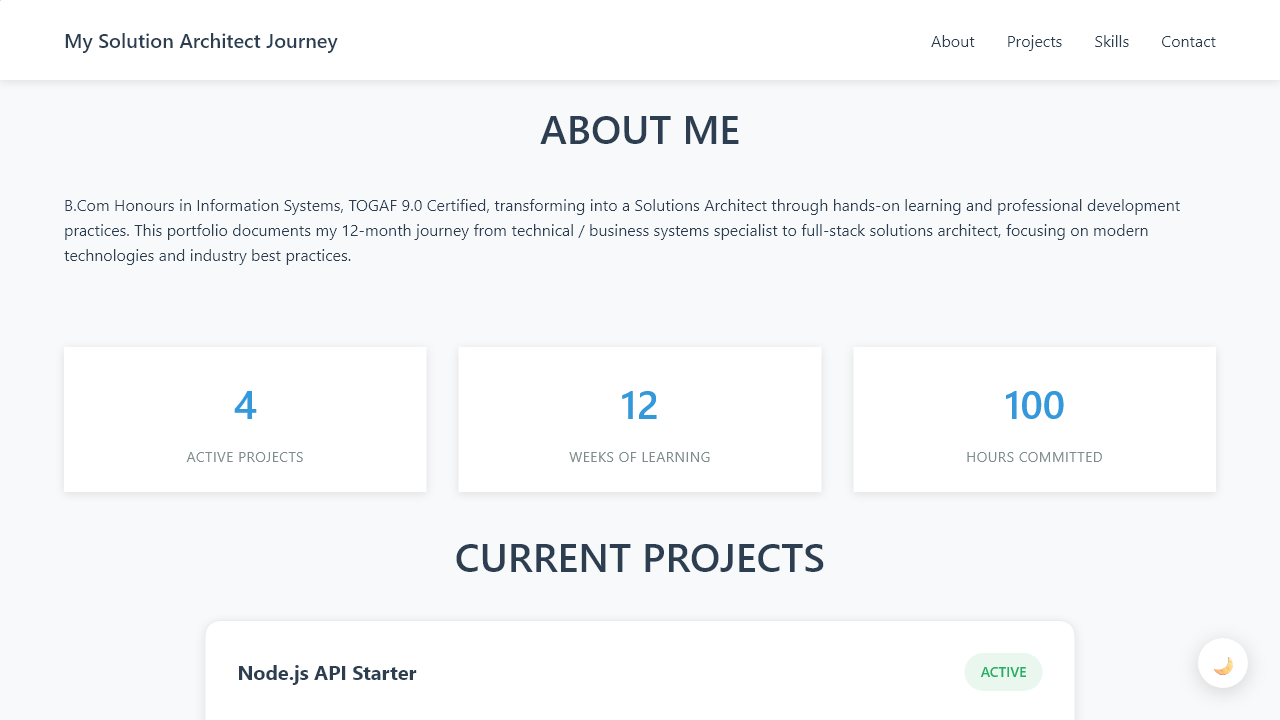 My Solution Architect Journey
About Projects Skills Contact
ABOUT ME
B.Com Honours in Information Systems, TOGAF 9.0 Certified, transforming into a Solutions Architect through hands-on learning and professional development
practices. This portfolio documents my 12-month journey from technical / business systems specialist to full-stack solutions architect, focusing on modern
technologies and industry best practices.
4
ACTIVE PROJECTS
12
WEEKS OF LEARNING
100
HOURS COMMITTED
CURRENT PROJECTS
Node.js API Starter
ACTIVE